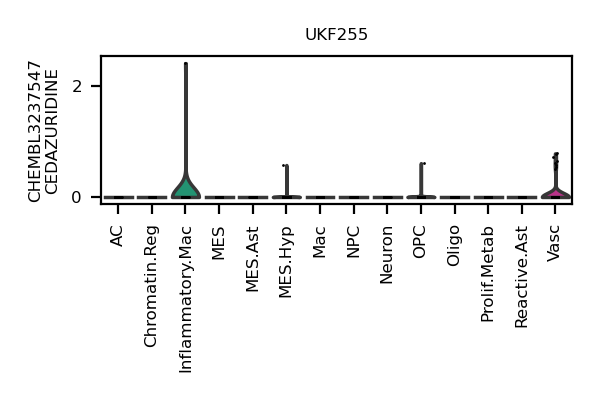 UKF255
CHEMBL3237547
CEDAZURIDINE
2
0
AC
Chromatin.Reg
Inflammatory.Mac
MES
MES.Ast
MES.Hyp
Mac
NPC
Neuron
OPC
Oligo
Prolif.Metab
Reactive.Ast
Vasc